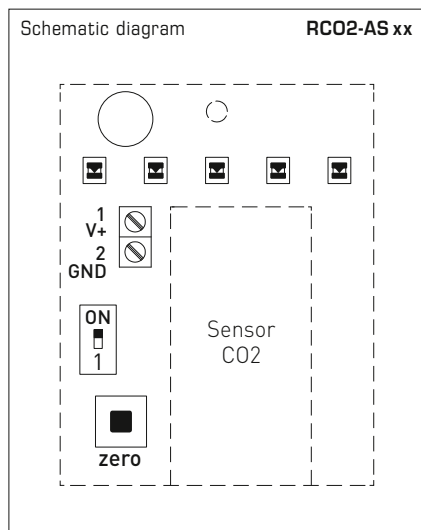 Schematic diagram RCO2-AS xx
1
V+
2
GND
ON
1
Sensor
CO2
zero